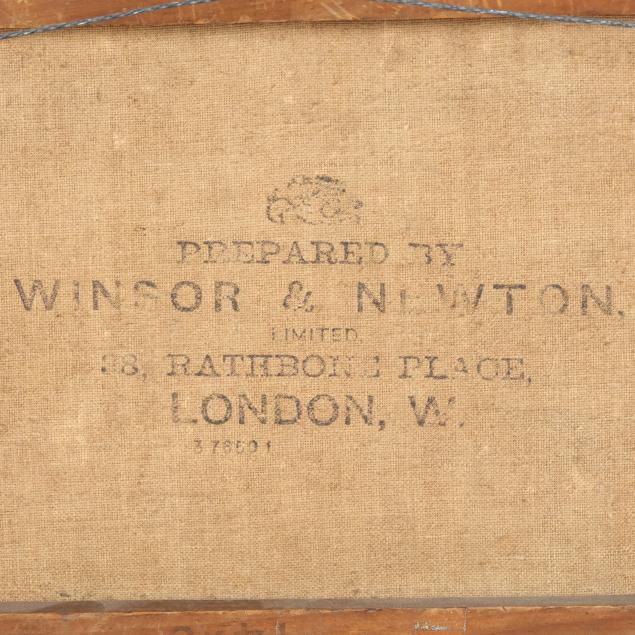 PREPARED BY
WINSOR & NEWTON,
LIMITED,
38, RATHBONE PLACE,
LONDON, W.